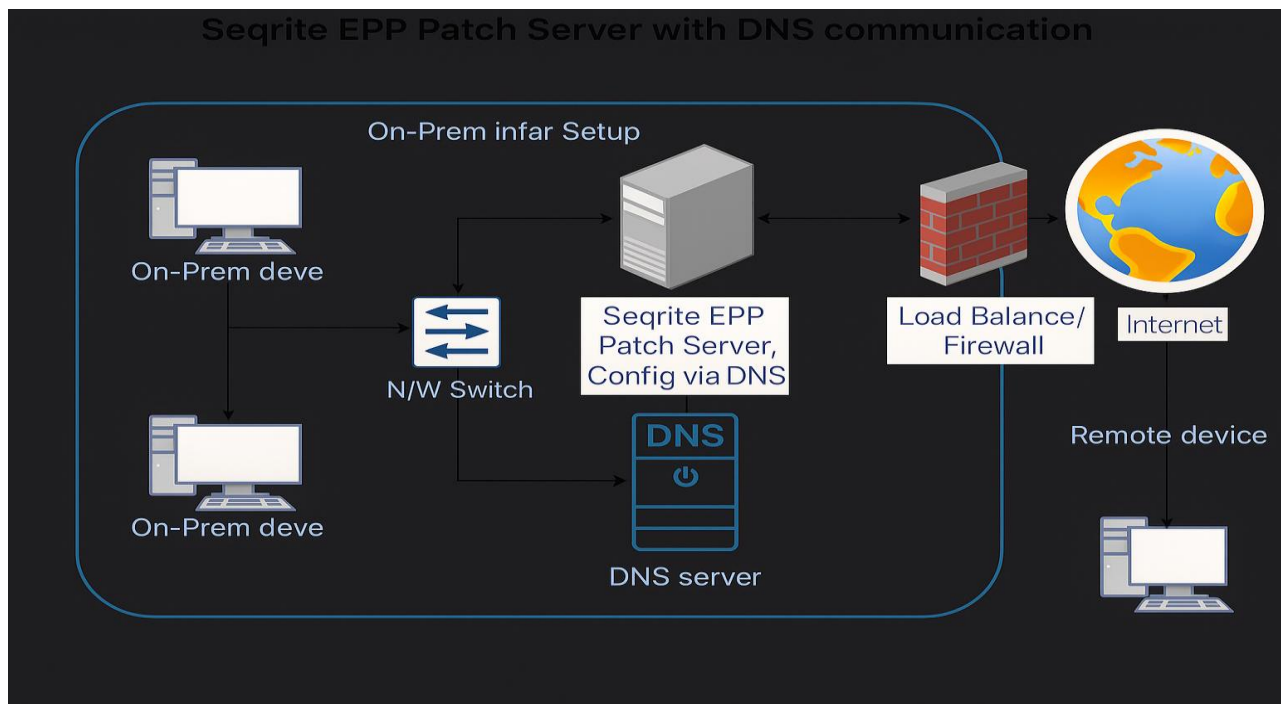 Seqrite EPP Patch Server with DNS communication
On-Prem infar Setup
On-Prem deve
N/W Switch
Seqrite EPP
Patch Server,
Config via DNS
Load Balance/
Firewall
Internet
On-Prem deve
DNS
DNS server
Remote device